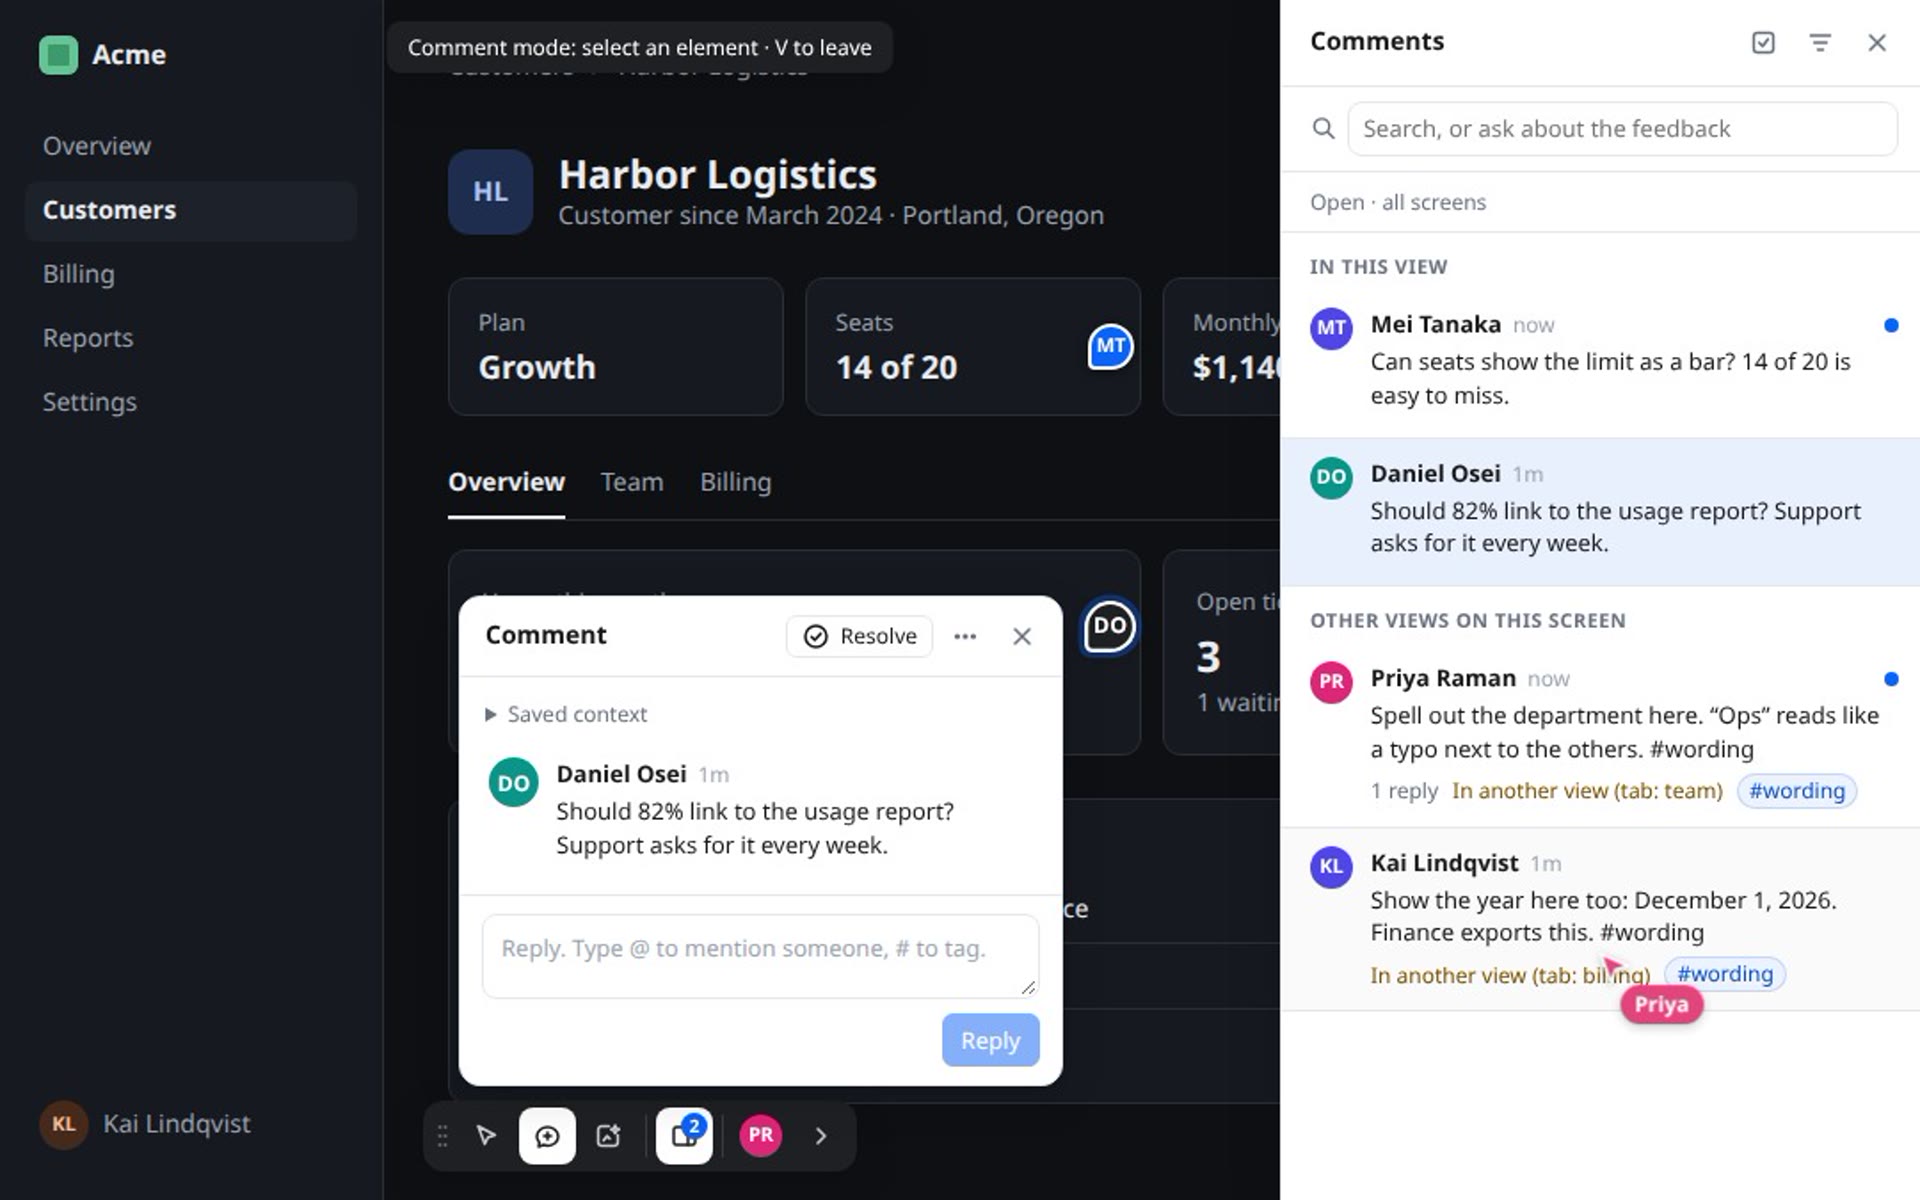 Acme
Overview
Customers
Billing
Reports
Settings
KL
Kai Lindqvist
Comment mode: select an element · V to leave
HL
Harbor Logistics
Customer since March 2024 · Portland, Oregon
Plan
Growth
Seats
14 of 20
MT
Monthly
Overview
Team
Billing
DO
Open
3
1
Comment
Resolve
Saved context
DO
Daniel Osei 1m
Should 82% link to the usage report?
Support asks for it every week.
Reply. Type @ to mention someone, # to tag.
Reply
2
PR
Comments
Search, or ask about the feedback
Open · all screens
IN THIS VIEW
MT
Mei Tanaka now
Can seats show the limit as a bar? 14 of 20 is
easy to miss.
DO
Daniel Osei 1m
Should 82% link to the usage report? Support
asks for it every week.
OTHER VIEWS ON THIS SCREEN
PR
Priya Raman now
Spell out the department here. “Ops” reads like
a typo next to the others. #wording
1 reply In another view (tab: team) #wording
KL
Kai Lindqvist 1m
Show the year here too: December 1, 2026.
Finance exports this. #wording
In another view (tab: billing) #wording
Priya